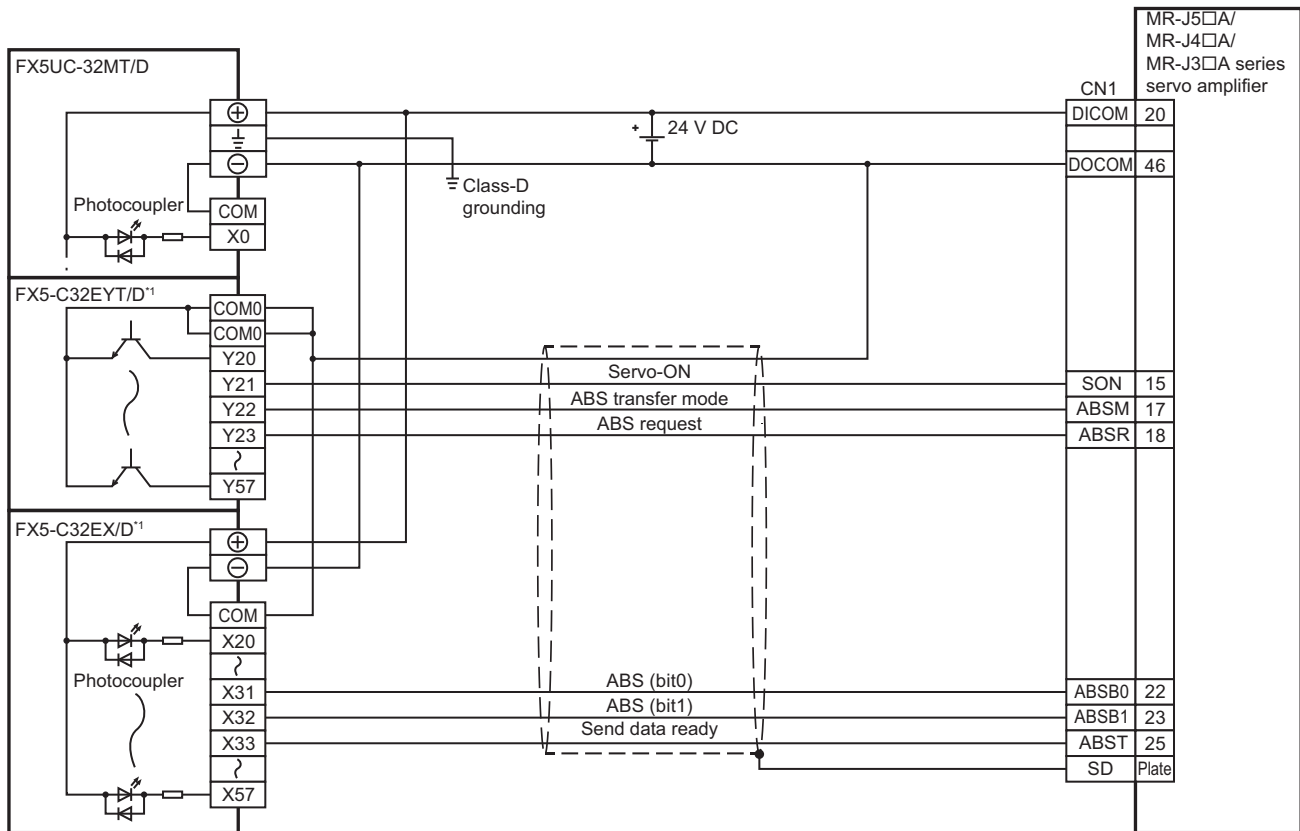 MR-J5□A/
MR-J4□A/
MR-J3□A series
servo amplifier
FX5UC-32MT/D
CN1
DICOM 20
+ 24 V DC
DOCOM 46
Class-D
grounding
Photocoupler
COM
X0
FX5-C32EYT/D*1
COM0
COM0
Y20
Y21 Servo-ON SON 15
Y22 ABS transfer mode ABSM 17
Y23 ABS request ABSR 18
Y57
FX5-C32EX/D*1
COM
X20
Photocoupler
X31 ABS (bit0) ABSB0 22
X32 ABS (bit1) ABSB1 23
X33 Send data ready ABST 25
SD Plate
X57